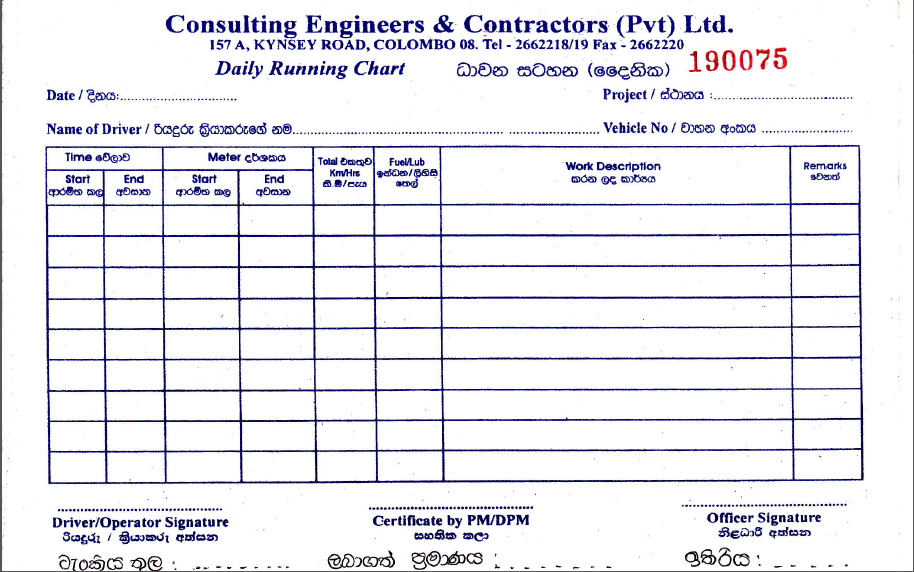 Consulting Engineers & Contractors (Pvt) Ltd.
157 A, KYNSEY ROAD, COLOMBO 08. Tel - 2662218/19 Fax - 2662220
Daily Running Chart ධාවන සටහන (දෛනික) 190075
Date / දිනය:
Project / ස්ථානය :
Name of Driver / රියදුරු ක්‍රියාකරුගේ නම
Vehicle No / වාහන අංකය
Time වේලාව
Start
ආරම්භ කල
End
අවසාන
Meter දර්ශකය
Start
ආරම්භ කල
End
අවසාන
Total එකතුව
Km/Hrs
කි.මී/පැය
Fuel/Lub
ඉන්ධන/ලිහිසි
තෙල්
Work Description
කරන ලද කාර්යය
Remarks
වෙනත්
Driver/Operator Signature
රියදුරු / ක්‍රියාකරු අත්සන
Certificate by PM/DPM
සහතික කලා
Officer Signature
නිළධාරී අත්සන
ටැංකිය තුල :
ලබාගත් ප්‍රමාණය :
ඉතිරිය :